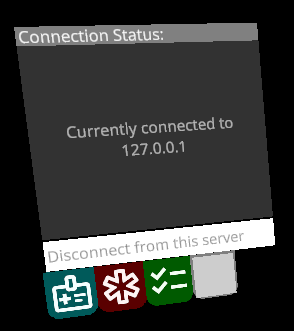 Connection Status:
Currently connected to
127.0.0.1
Disconnect from this server